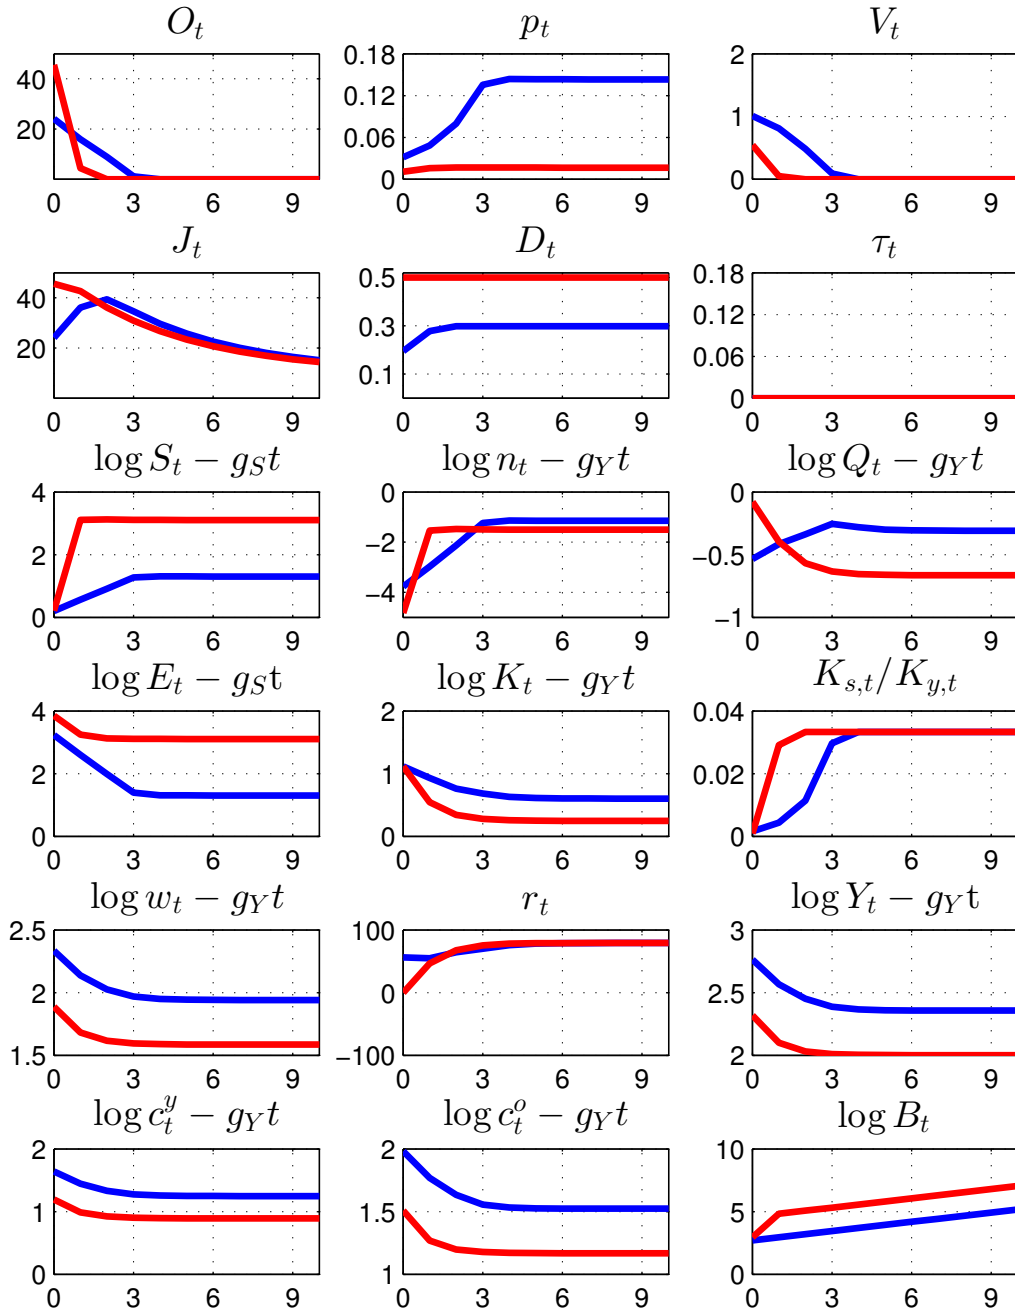 O_t p_t V_t
40 0.18 2
20 0.12 1
0.06 0
0
0 3 6 9 0 3 6 9 0 3 6 9
J_t D_t τ_t
40 0.5 0.18
20 0.3 0.12
0.1 0.06
0
0 3 6 9 0 3 6 9 0 3 6 9
log S_t − g_S t log n_t − g_Y t log Q_t − g_Y t
4 0 0
2 −2 −0.5
0 −4 −1
0 3 6 9 0 3 6 9 0 3 6 9
log E_t − g_S t log K_t − g_Y t K_{s,t}/K_{y,t}
4 2 0.04
2 1 0.02
0 0 0
0 3 6 9 0 3 6 9 0 3 6 9
log w_t − g_Y t r_t log Y_t − g_Y t
2.5 100 3
2 0 2.5
1.5 −100 2
0 3 6 9 0 3 6 9 0 3 6 9
log c_t^y − g_Y t log c_t^o − g_Y t log B_t
2 2 10
1 1.5 5
0 1 0
0 3 6 9 0 3 6 9 0 3 6 9